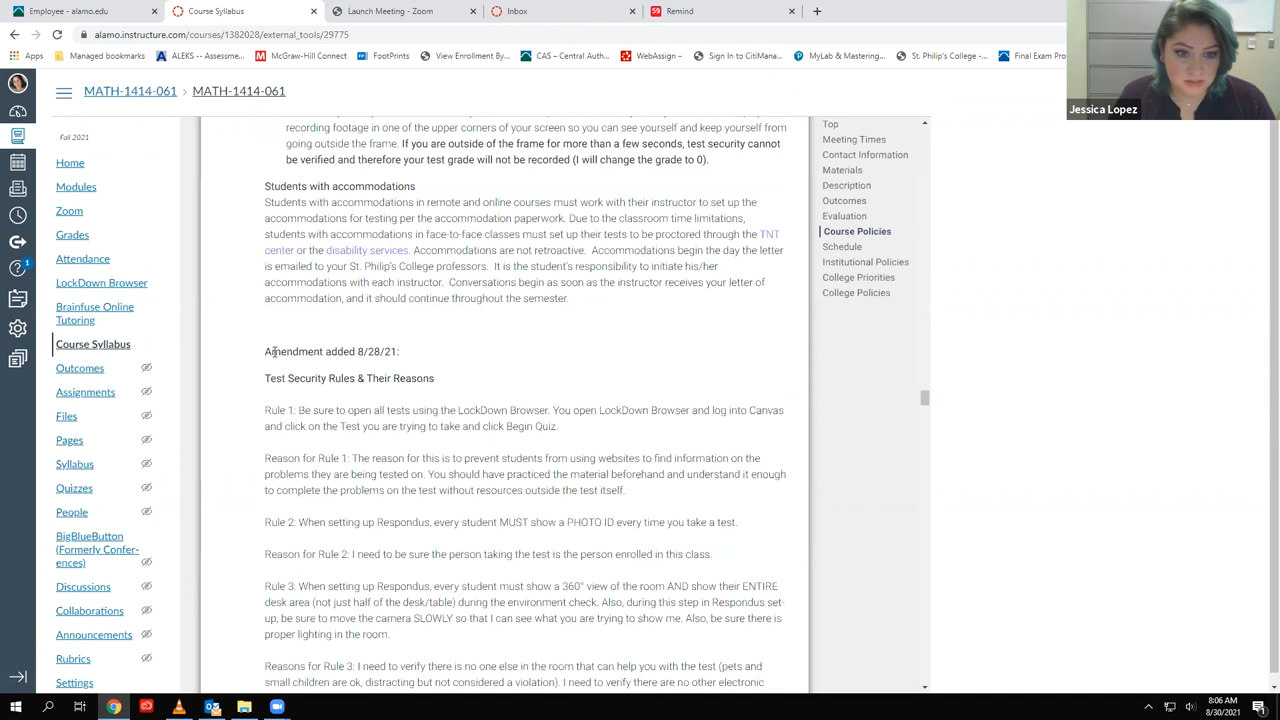 Employee - alamo.edu
Course Syllabus
Launch Meeting - Zoom
Inbox
Remind
alamo.instructure.com/courses/1382028/external_tools/29775
Apps
Managed bookmarks
ALEKS -- Assessme...
McGraw-Hill Connect
FootPrints
View Enrollment By...
CAS – Central Auth...
WebAssign –
Sign In to CitiMana...
MyLab & Mastering...
St. Philip's College -...
Final Exam Pro
Jessica Lopez
MATH-1414-061 > MATH-1414-061
Fall 2021
Home
Modules
Zoom
Grades
Attendance
LockDown Browser
Brainfuse Online
Tutoring
Course Syllabus
Outcomes
Assignments
Files
Pages
Syllabus
Quizzes
People
BigBlueButton
(Formerly Confer-
ences)
Discussions
Collaborations
Announcements
Rubrics
Settings
1
recording footage in one of the upper corners of your screen so you can see yourself and keep yourself from
going outside the frame. If you are outside of the frame for more than a few seconds, test security cannot
be verified and therefore your test grade will not be recorded (I will change the grade to 0).
Students with accommodations
Students with accommodations in remote and online courses must work with their instructor to set up the
accommodations for testing per the accommodation paperwork. Due to the classroom time limitations,
students with accommodations in face-to-face classes must set up their tests to be proctored through the TNT
center or the disability services. Accommodations are not retroactive. Accommodations begin the day the letter
is emailed to your St. Philip's College professors. It is the student's responsibility to initiate his/her
accommodations with each instructor. Conversations begin as soon as the instructor receives your letter of
accommodation, and it should continue throughout the semester.
Amendment added 8/28/21:
Test Security Rules & Their Reasons
Rule 1: Be sure to open all tests using the LockDown Browser. You open LockDown Browser and log into Canvas
and click on the Test you are trying to take and click Begin Quiz.
Reason for Rule 1: The reason for this is to prevent students from using websites to find information on the
problems they are being tested on. You should have practiced the material beforehand and understand it enough
to complete the problems on the test without resources outside the test itself.
Rule 2: When setting up Respondus, every student MUST show a PHOTO ID every time you take a test.
Reason for Rule 2: I need to be sure the person taking the test is the person enrolled in this class.
Rule 3: When setting up Respondus, every student must show a 360° view of the room AND show their ENTIRE
desk area (not just half of the desk/table) during the environment check. Also, during this step in Respondus set-
up, be sure to move the camera SLOWLY so that I can see what you are trying to show me. Also, be sure there is
proper lighting in the room.
Reasons for Rule 3: I need to verify there is no one else in the room that can help you with the test (pets and
small children are ok, distracting but not considered a violation). I need to verify there are no other electronic
Top
Meeting Times
Contact Information
Materials
Description
Outcomes
Evaluation
Course Policies
Schedule
Institutional Policies
College Priorities
College Policies
8:06 AM
8/30/2021